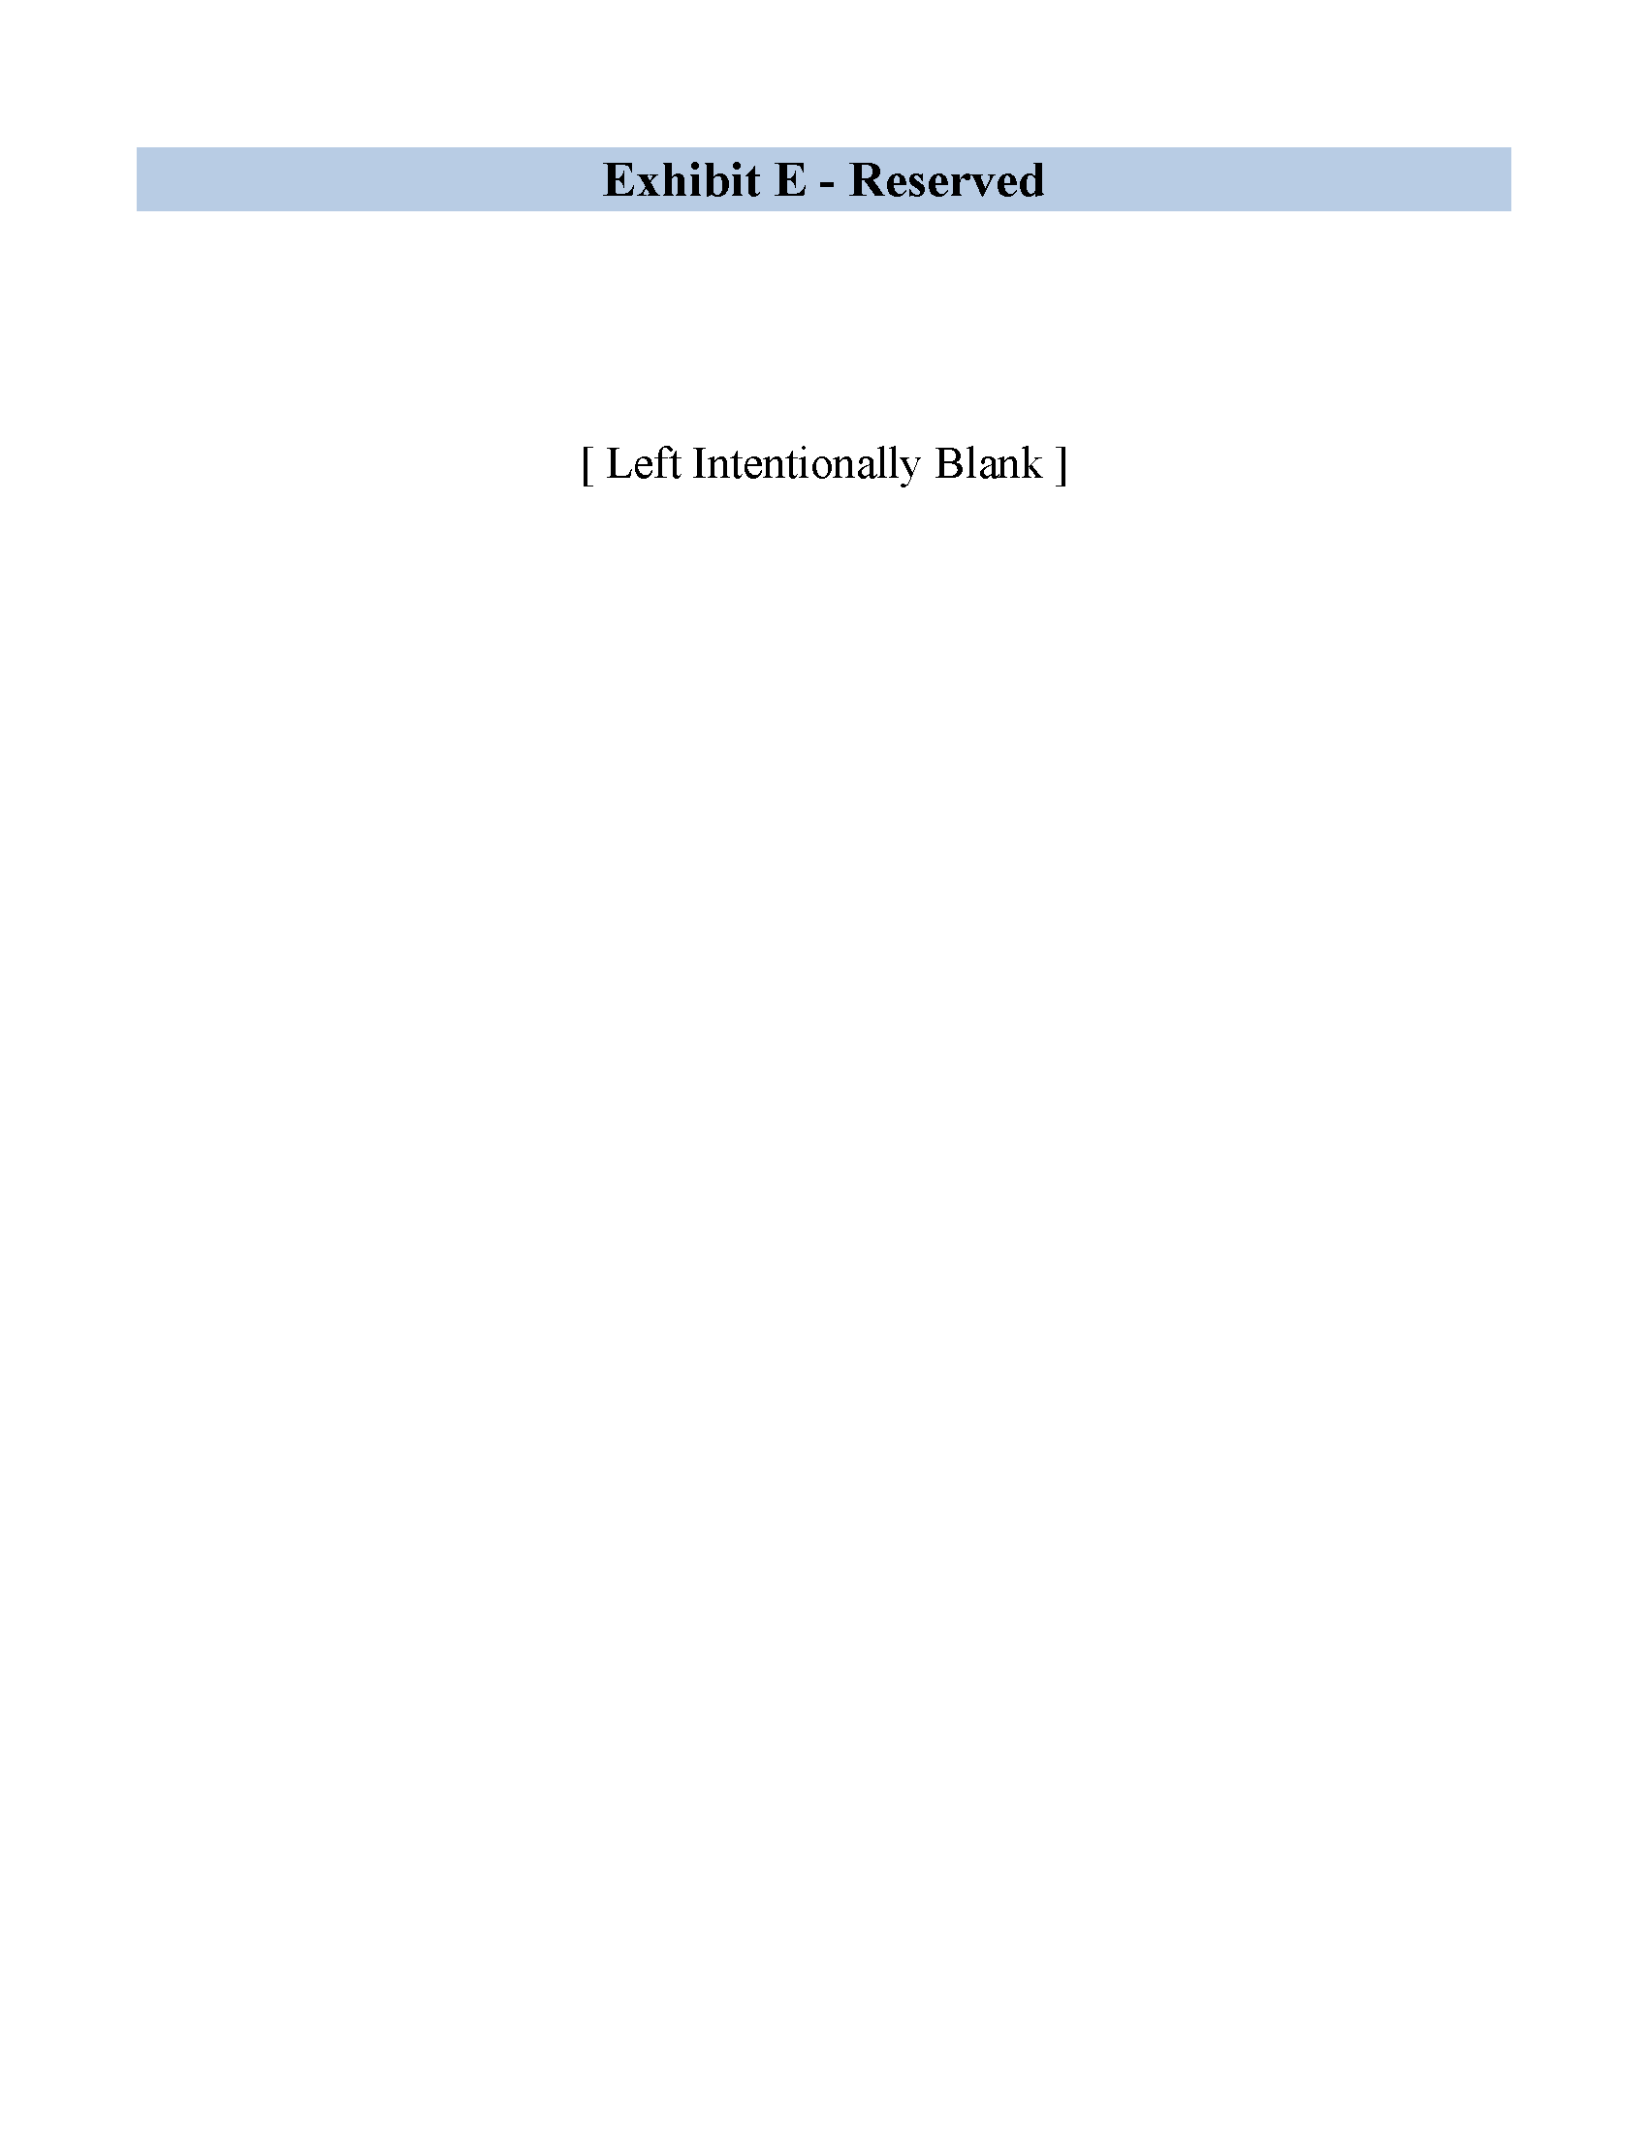 Exhibit E - Reserved
[ Left Intentionally Blank ]